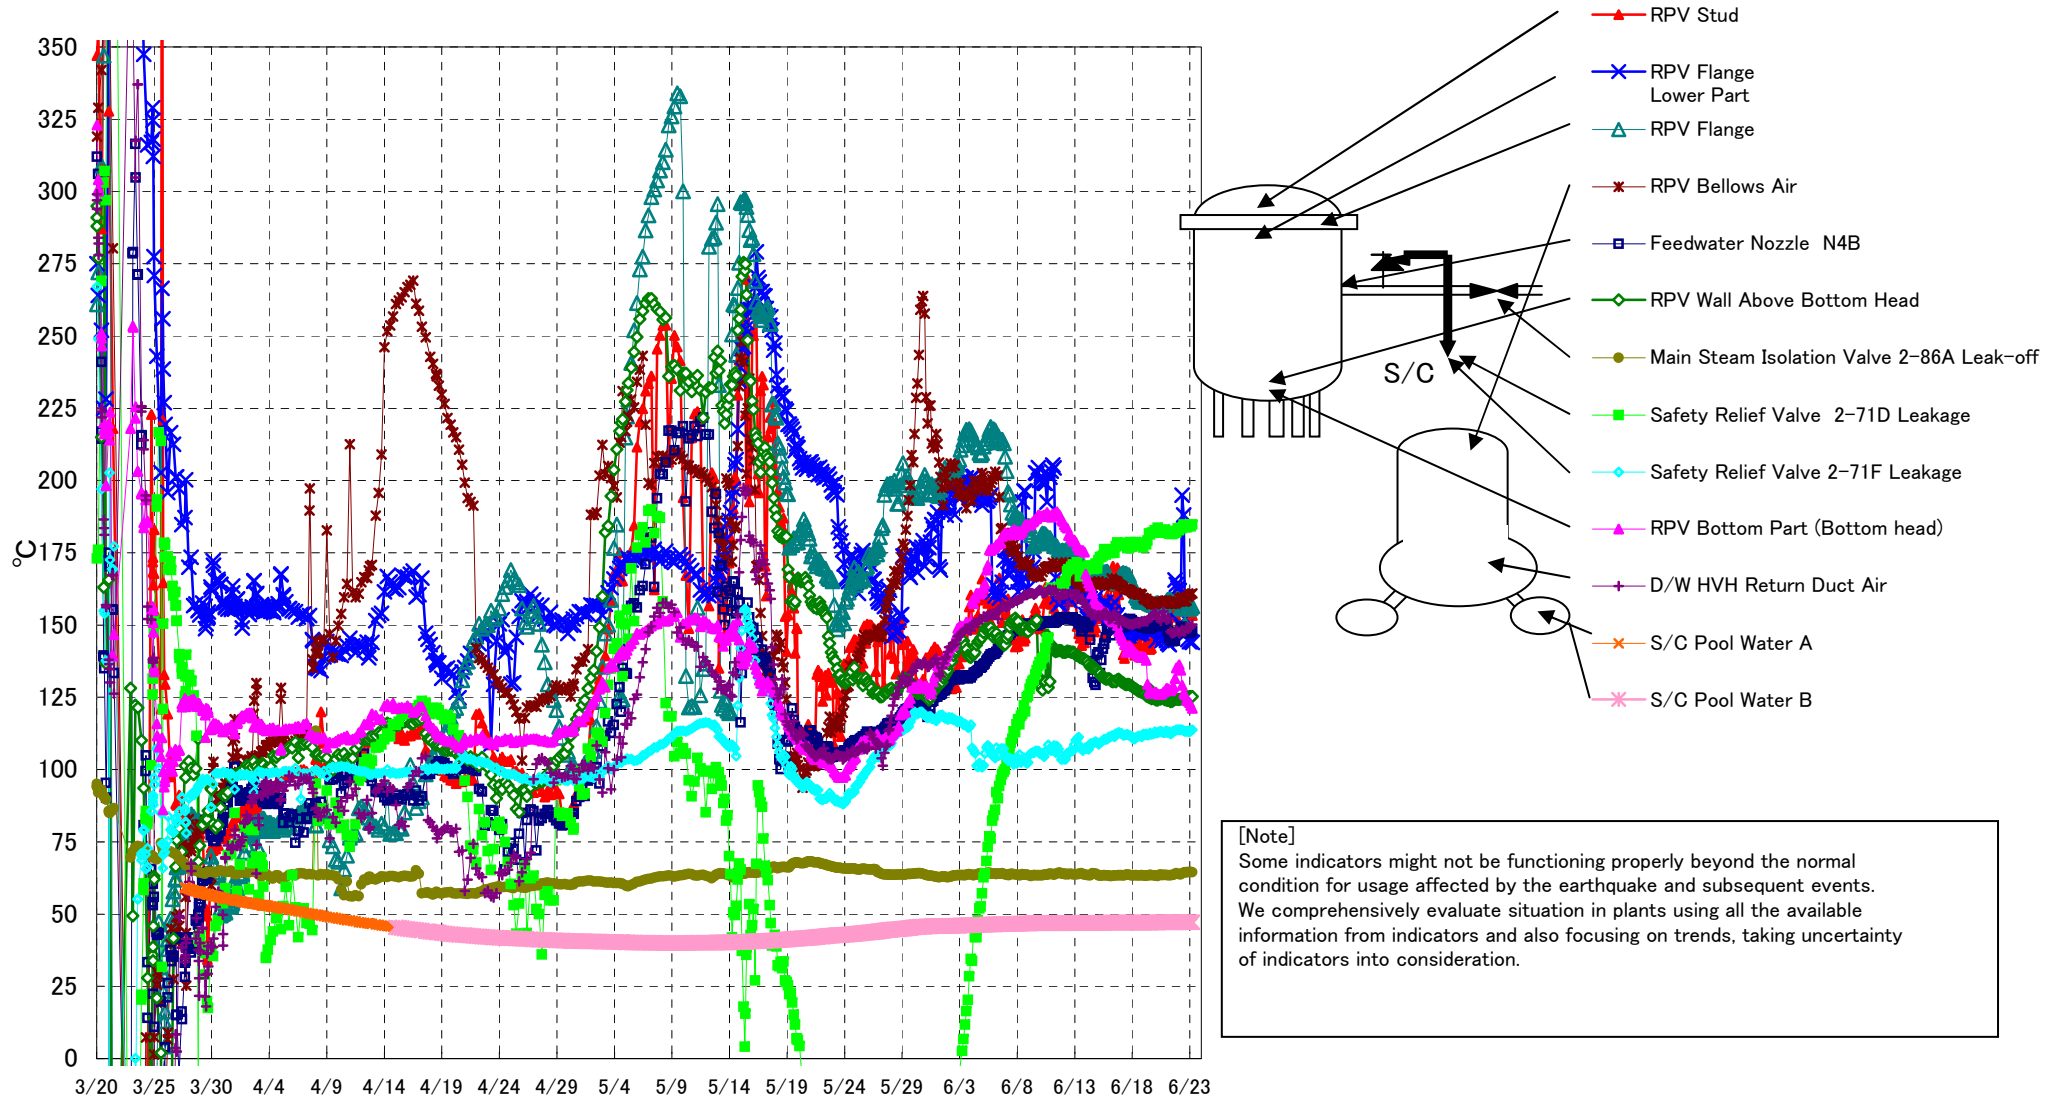 350
325
300
275
250
225
200
175
150
125
100
75
50
25
0
°C
3/20 3/25 3/30 4/4 4/9 4/14 4/19 4/24 4/29 5/4 5/9 5/14 5/19 5/24 5/29 6/3 6/8 6/13 6/18 6/23
RPV Stud
RPV Flange
Lower Part
RPV Flange
RPV Bellows Air
Feedwater Nozzle N4B
RPV Wall Above Bottom Head
Main Steam Isolation Valve 2-86A Leak-off
Safety Relief Valve 2-71D Leakage
Safety Relief Valve 2-71F Leakage
RPV Bottom Part (Bottom head)
D/W HVH Return Duct Air
S/C Pool Water A
S/C Pool Water B
S/C
[Note]
Some indicators might not be functioning properly beyond the normal
condition for usage affected by the earthquake and subsequent events.
We comprehensively evaluate situation in plants using all the available
information from indicators and also focusing on trends, taking uncertainty
of indicators into consideration.